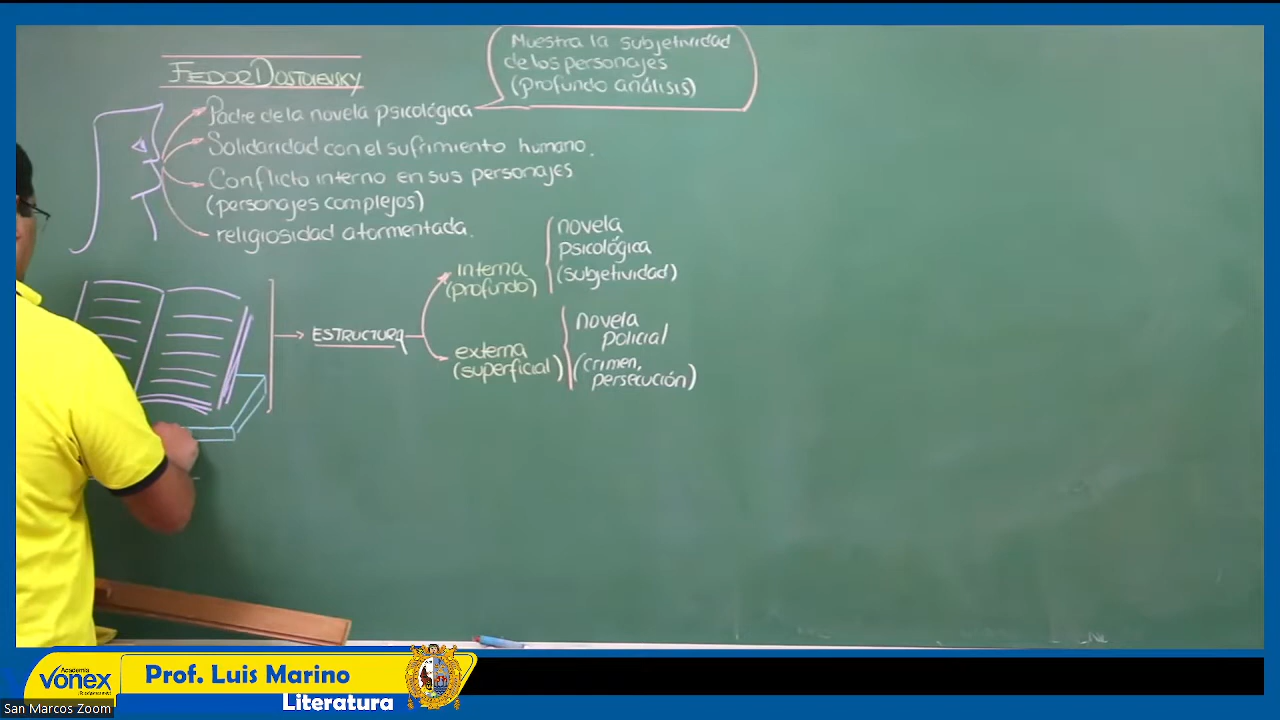 Muestra la subjetividad
de los personajes
(profundo análisis)
FEDOR DOSTOIEVSKY
Padre de la novela psicológica
Solidaridad con el sufrimiento humano.
Conflicto interno en sus personajes
(personajes complejos)
religiosidad atormentada.
novela
psicológica
(subjetividad)
interna
(profundo)
ESTRUCTURA
novela
policial
(crimen,
persecución)
externa
(superficial)
Academia
VONEX
Prof. Luis Marino
Literatura
San Marcos Zoom